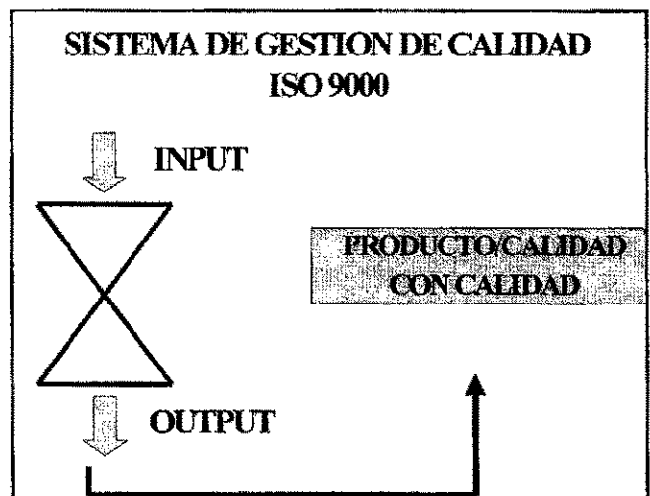 SISTEMA DE GESTION DE CALIDAD
ISO 9000
INPUT
PRODUCTO/CALIDAD
CON CALIDAD
OUTPUT